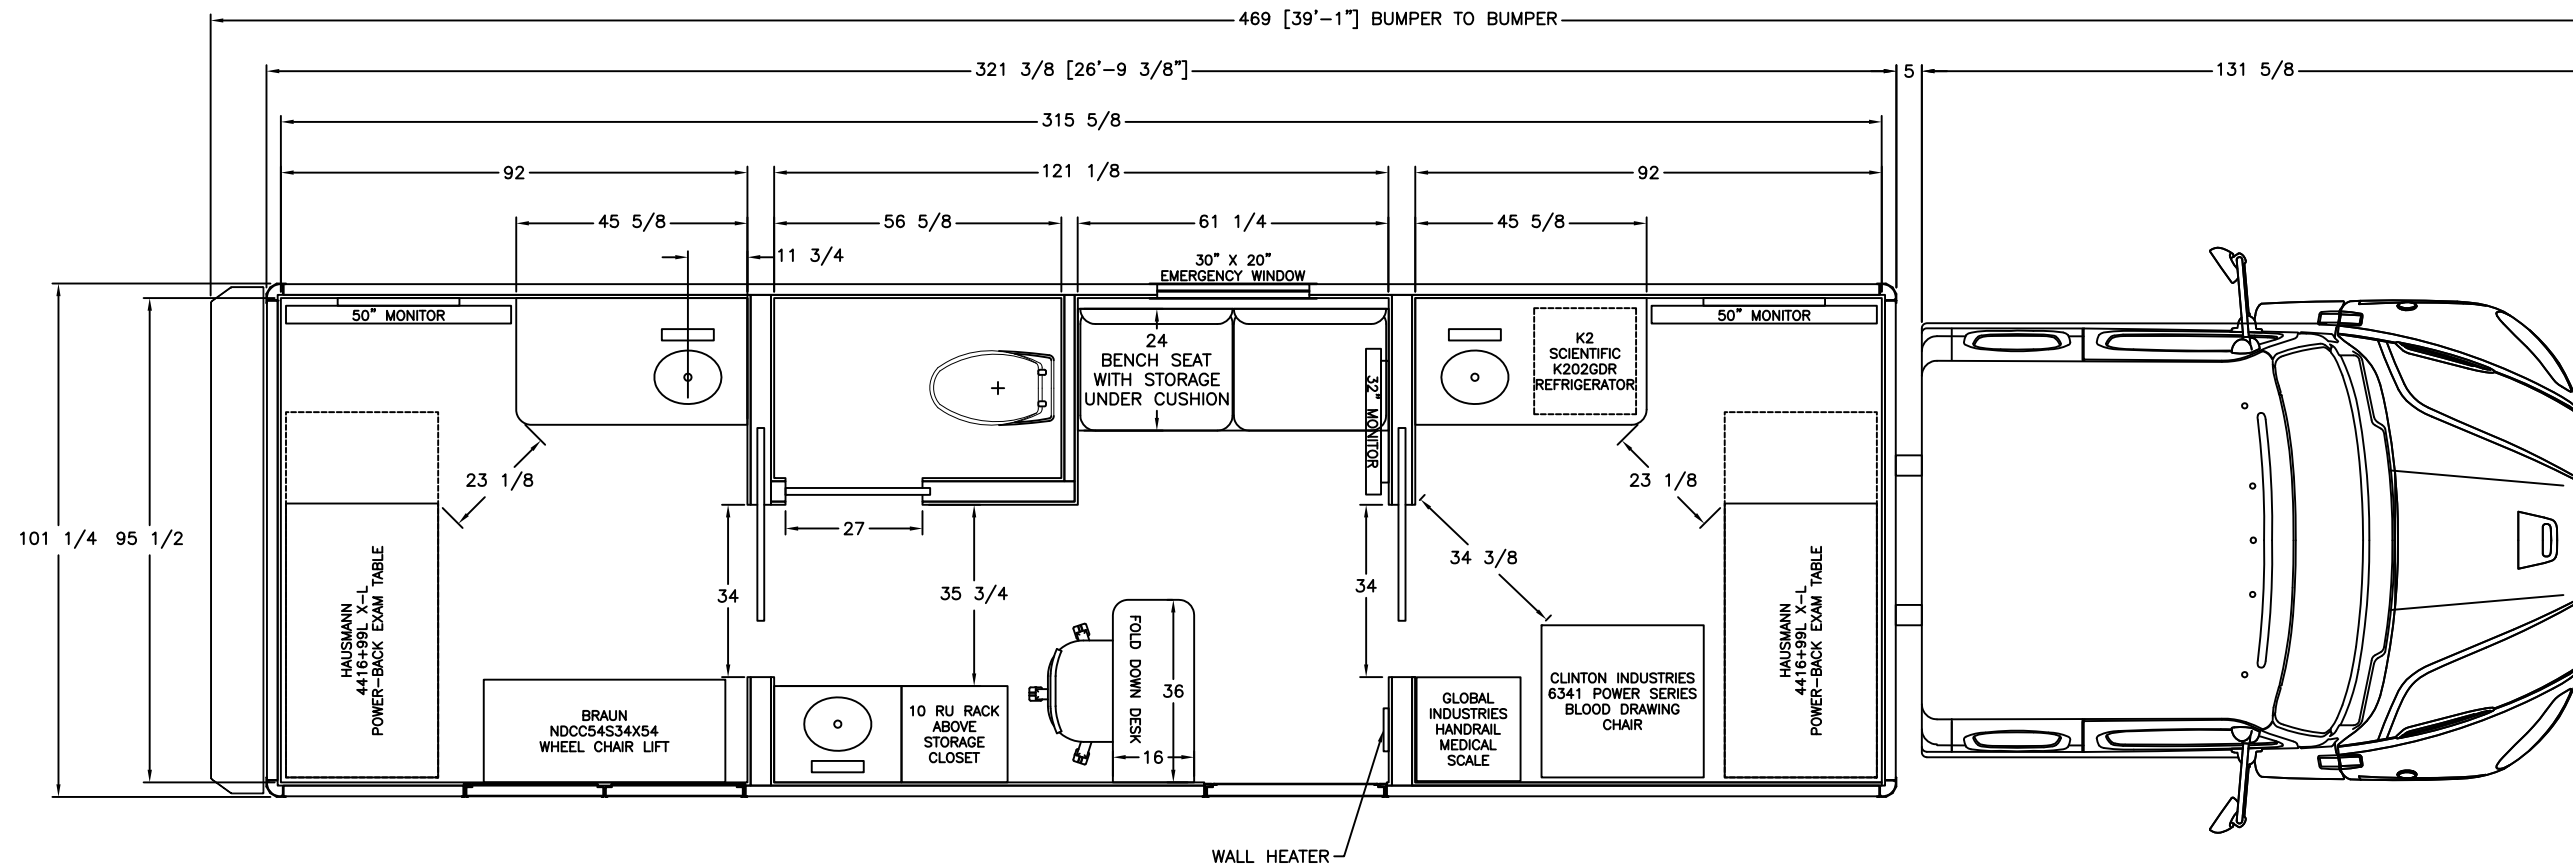 469 [39'-1"] BUMPER TO BUMPER
321 3/8 [26'-9 3/8"]
5
131 5/8
315 5/8
92
121 1/8
92
45 5/8
56 5/8
61 1/4
45 5/8
11 3/4
30" X 20"
EMERGENCY WINDOW
50" MONITOR
24
BENCH SEAT
WITH STORAGE
UNDER CUSHION
32" MONITOR
K2
SCIENTIFIC
K202GDR
REFRIGERATOR
50" MONITOR
23 1/8
23 1/8
101 1/4
95 1/2
27
34
35 3/4
34
34 3/8
HAUSMANN
4416+99L X-L
POWER-BACK EXAM TABLE
BRAUN
NDCC54S34X54
WHEEL CHAIR LIFT
10 RU RACK
ABOVE
STORAGE
CLOSET
FOLD DOWN DESK
36
16
GLOBAL
INDUSTRIES
HANDRAIL
MEDICAL
SCALE
CLINTON INDUSTRIES
6341 POWER SERIES
BLOOD DRAWING
CHAIR
HAUSMANN
4416+99L X-L
POWER-BACK EXAM TABLE
WALL HEATER